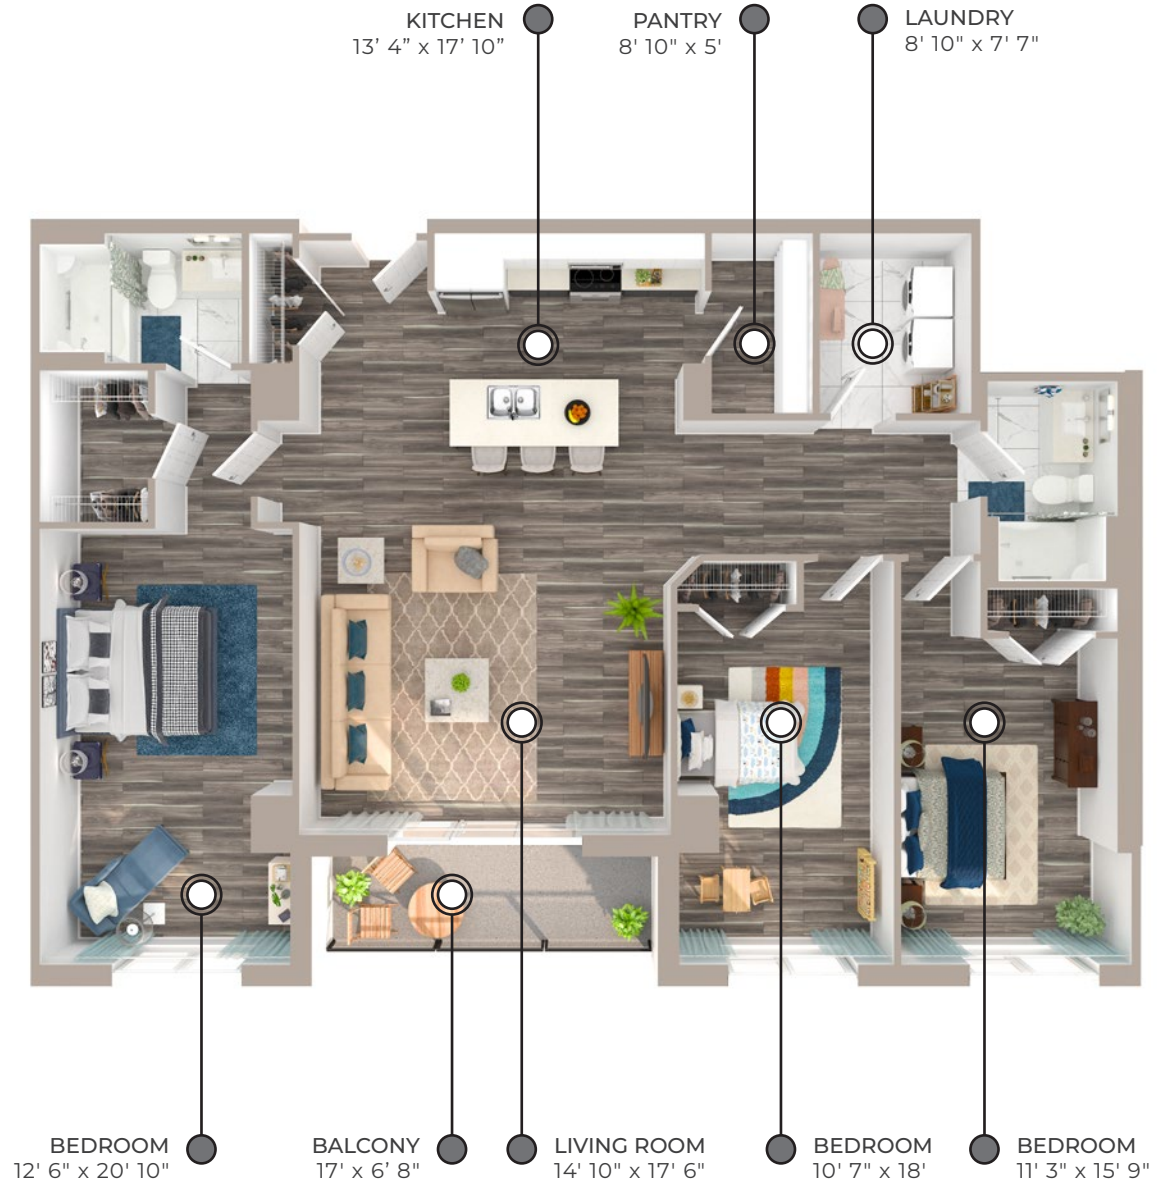 KITCHEN
13’ 4” x 17’ 10”
PANTRY
8' 10" x 5'
LAUNDRY
8' 10" x 7' 7"
BEDROOM
12' 6" x 20' 10"
BALCONY
17' x 6’ 8"
LIVING ROOM
14' 10" x 17' 6"
BEDROOM
10' 7" x 18'
BEDROOM
11' 3" x 15' 9"